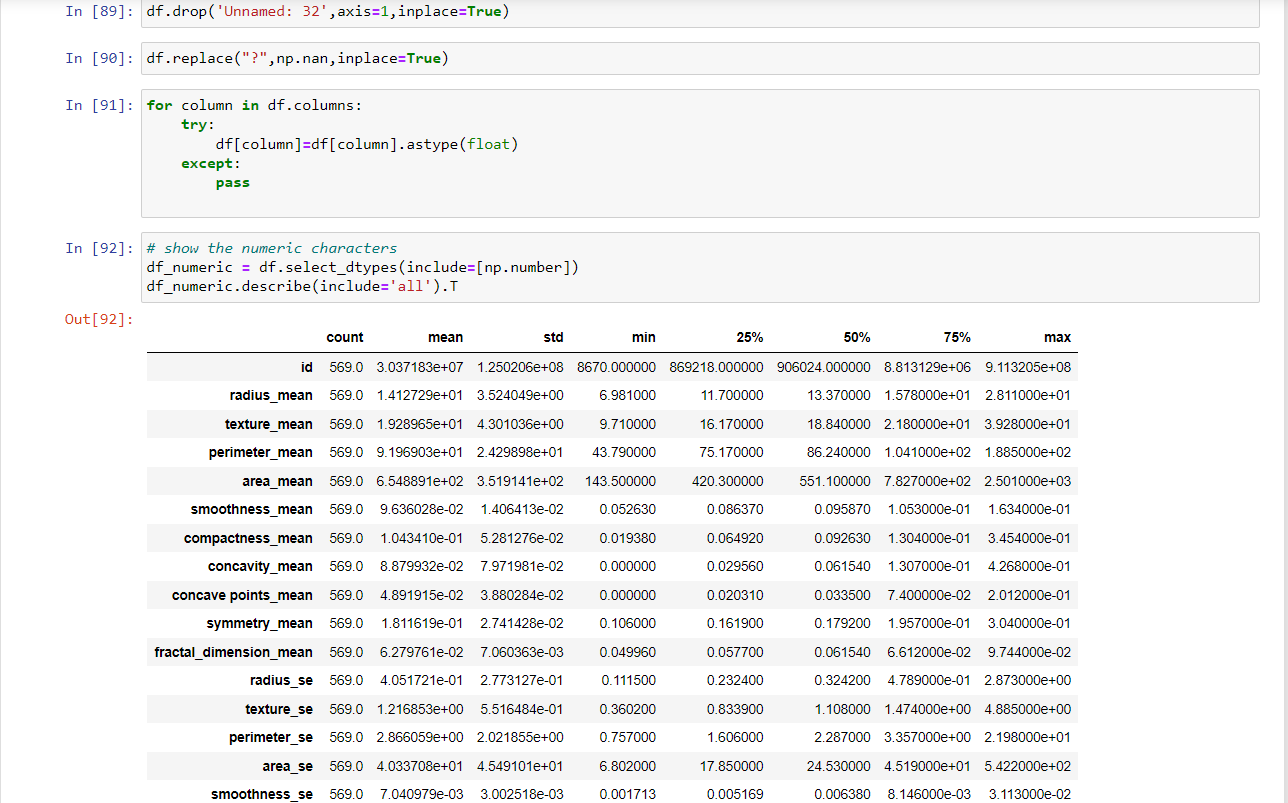 In [89]: df.drop('Unnamed: 32',axis=1,inplace=True)
In [90]: df.replace("?",np.nan,inplace=True)
In [91]: for column in df.columns:
    try:
        df[column]=df[column].astype(float)
    except:
        pass
In [92]: # show the numeric characters
df_numeric = df.select_dtypes(include=[np.number])
df_numeric.describe(include='all').T
Out[92]:
count mean std min 25% 50% 75% max
id 569.0 3.037183e+07 1.250206e+08 8670.000000 869218.000000 906024.000000 8.813129e+06 9.113205e+08
radius_mean 569.0 1.412729e+01 3.524049e+00 6.981000 11.700000 13.370000 1.578000e+01 2.811000e+01
texture_mean 569.0 1.928965e+01 4.301036e+00 9.710000 16.170000 18.840000 2.180000e+01 3.928000e+01
perimeter_mean 569.0 9.196903e+01 2.429898e+01 43.790000 75.170000 86.240000 1.041000e+02 1.885000e+02
area_mean 569.0 6.548891e+02 3.519141e+02 143.500000 420.300000 551.100000 7.827000e+02 2.501000e+03
smoothness_mean 569.0 9.636028e-02 1.406413e-02 0.052630 0.086370 0.095870 1.053000e-01 1.634000e-01
compactness_mean 569.0 1.043410e-01 5.281276e-02 0.019380 0.064920 0.092630 1.304000e-01 3.454000e-01
concavity_mean 569.0 8.879932e-02 7.971981e-02 0.000000 0.029560 0.061540 1.307000e-01 4.268000e-01
concave points_mean 569.0 4.891915e-02 3.880284e-02 0.000000 0.020310 0.033500 7.400000e-02 2.012000e-01
symmetry_mean 569.0 1.811619e-01 2.741428e-02 0.106000 0.161900 0.179200 1.957000e-01 3.040000e-01
fractal_dimension_mean 569.0 6.279761e-02 7.060363e-03 0.049960 0.057700 0.061540 6.612000e-02 9.744000e-02
radius_se 569.0 4.051721e-01 2.773127e-01 0.111500 0.232400 0.324200 4.789000e-01 2.873000e+00
texture_se 569.0 1.216853e+00 5.516484e-01 0.360200 0.833900 1.108000 1.474000e+00 4.885000e+00
perimeter_se 569.0 2.866059e+00 2.021855e+00 0.757000 1.606000 2.287000 3.357000e+00 2.198000e+01
area_se 569.0 4.033708e+01 4.549101e+01 6.802000 17.850000 24.530000 4.519000e+01 5.422000e+02
smoothness_se 569.0 7.040979e-03 3.002518e-03 0.001713 0.005169 0.006380 8.146000e-03 3.113000e-02